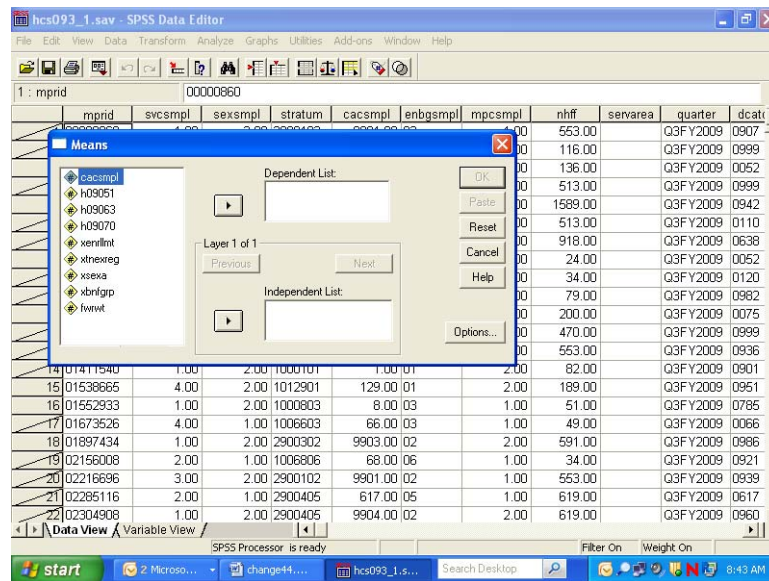 hcs093_1.sav - SPSS Data Editor
File Edit View Data Transform Analyze Graphs Utilities Add-ons Window Help
1 : mprid 00000860
mprid svcsmpl sexsmpl stratum cacsmpl enbgsmpl mpcsmpl nhff servarea quarter dcatc
553.00 Q3FY2009 0907
Means
116.00 Q3FY2009 0999
136.00 Q3FY2009 0052
513.00 Q3FY2009 0999
1589.00 Q3FY2009 0942
513.00 Q3FY2009 0110
918.00 Q3FY2009 0638
24.00 Q3FY2009 0052
34.00 Q3FY2009 0120
79.00 Q3FY2009 0982
200.00 Q3FY2009 0075
470.00 Q3FY2009 0999
553.00 Q3FY2009 0936
cacsmpl
h09051
h09063
h09070
xenrllmt
xtnexreg
xsexa
xbnfgrp
fwrwt
Dependent List:
Layer 1 of 1
Previous Next
Independent List:
OK
Paste
Reset
Cancel
Help
Options...
14 01411540 1.00 2.00 1000101 1.00 01 2.00 82.00 Q3FY2009 0901
15 01538665 4.00 2.00 1012901 129.00 01 2.00 189.00 Q3FY2009 0951
16 01552933 1.00 2.00 1000803 8.00 03 1.00 51.00 Q3FY2009 0785
17 01673526 4.00 1.00 1006603 66.00 03 1.00 49.00 Q3FY2009 0066
18 01897434 1.00 2.00 2900302 9903.00 02 2.00 591.00 Q3FY2009 0986
19 02156008 2.00 1.00 1006806 68.00 06 1.00 34.00 Q3FY2009 0921
20 02216696 3.00 2.00 2900102 9901.00 02 1.00 553.00 Q3FY2009 0939
21 02285116 2.00 1.00 2900405 617.00 05 1.00 619.00 Q3FY2009 0617
22 02304908 1.00 2.00 2900405 9904.00 02 2.00 619.00 Q3FY2009 0960
Data View Variable View
SPSS Processor is ready Filter On Weight On
start 2 Microso... change44.... hcs093_1.s... Search Desktop 8:43 AM